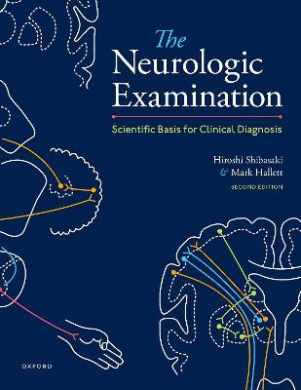 The
Neurologic
Examination
Scientific Basis for Clinical Diagnosis
Hiroshi Shibasaki
& Mark Hallett
SECOND EDITION
OXFORD